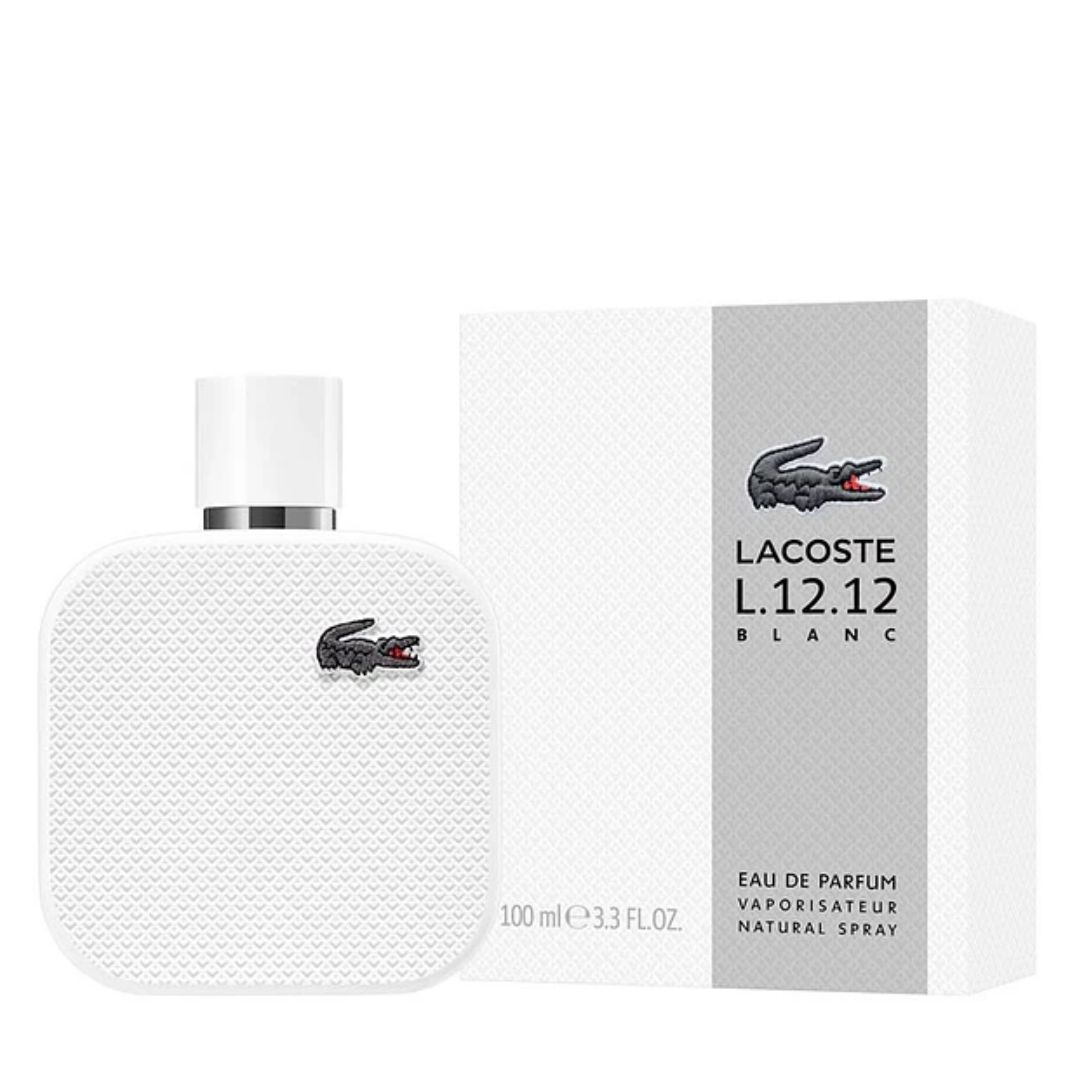 LACOSTE
L.12.12
BLANC
100 ml ℮ 3.3 FL.OZ.
EAU DE PARFUM
VAPORISATEUR
NATURAL SPRAY